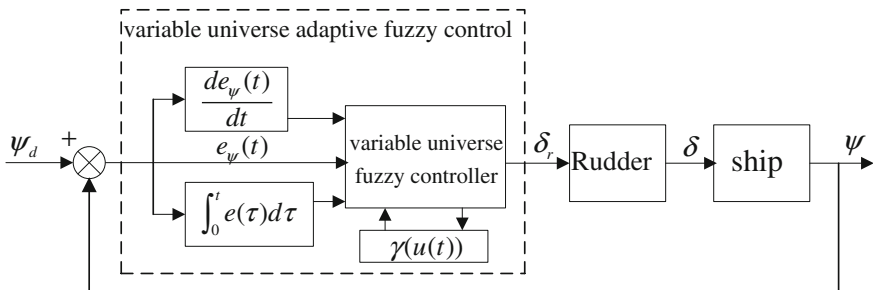 variable universe adaptive fuzzy control
de_ψ(t)
dt
ψ_d
+
e_ψ(t)
variable universe
fuzzy controller
δ_r
Rudder
δ
ship
ψ
∫_0^t e(τ)dτ
γ(u(t))